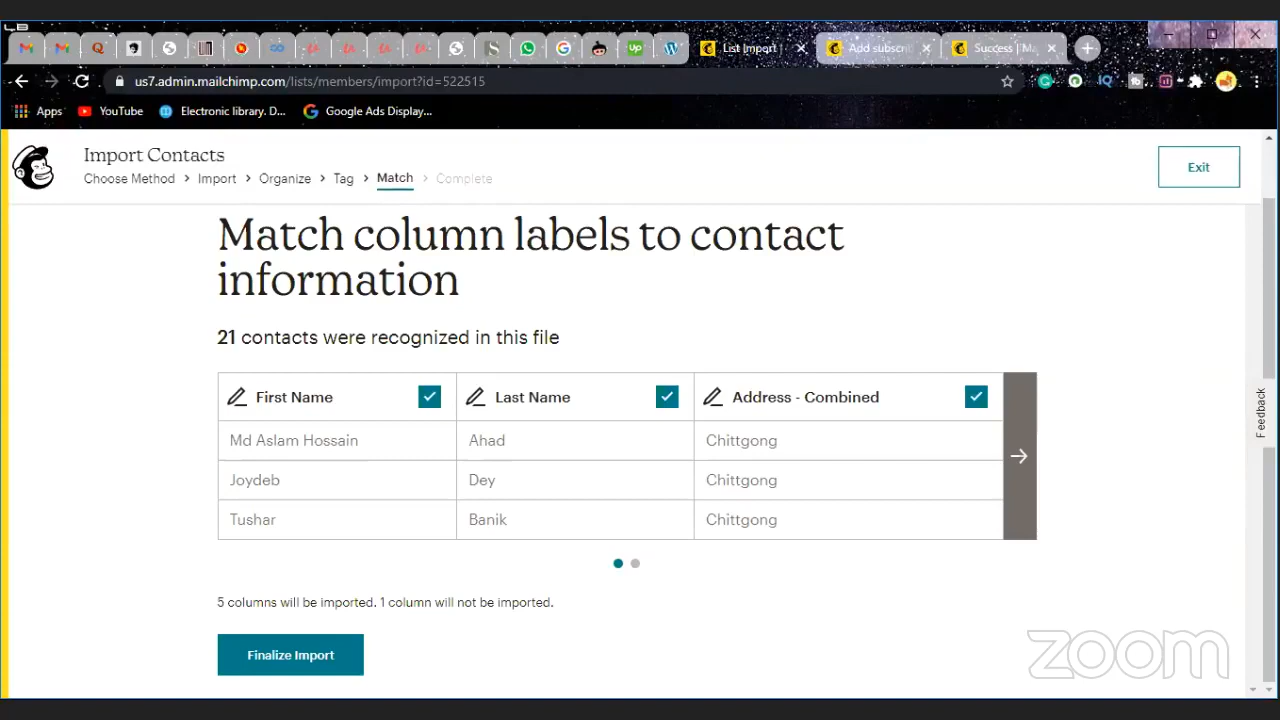 List Import
Add subscrib
Success | Ma
us7.admin.mailchimp.com/lists/members/import?id=522515
Apps YouTube Electronic library. D... Google Ads Display...
Import Contacts
Choose Method > Import > Organize > Tag > Match > Complete
Exit
Match column labels to contact
information
21 contacts were recognized in this file
First Name Last Name Address - Combined
Md Aslam Hossain Ahad Chittgong
Joydeb Dey Chittgong
Tushar Banik Chittgong
5 columns will be imported. 1 column will not be imported.
Finalize Import
Feedback
zoom